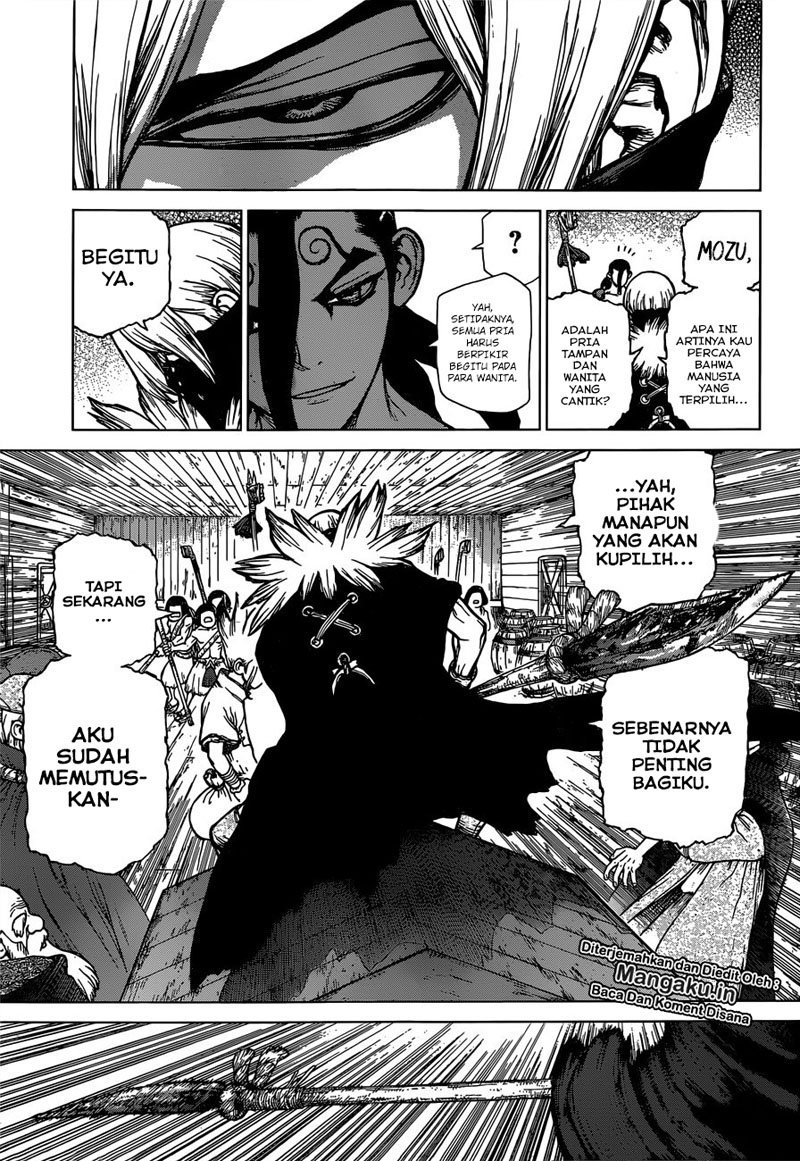 MOZU,
APA INI
ARTINYA KAU
PERCAYA
BAHWA
MANUSIA
YANG
TERPILIH...
ADALAH
PRIA
TAMPAN
DAN
WANITA
YANG
CANTIK?
?
YAH,
SETIDAKNYA,
SEMUA PRIA
HARUS
BERPIKIR
BEGITU PADA
PARA WANITA.
BEGITU
YA.
...YAH,
PIHAK
MANAPUN
YANG AKAN
KUPILIH...
SEBENARNYA
TIDAK
PENTING
BAGIKU.
TAPI
SEKARANG
...
AKU
SUDAH
MEMUTUS-
KAN-
Diterjemahkan dan Diedit Oleh :
Mangaku.in
Baca Dan Koment Disana